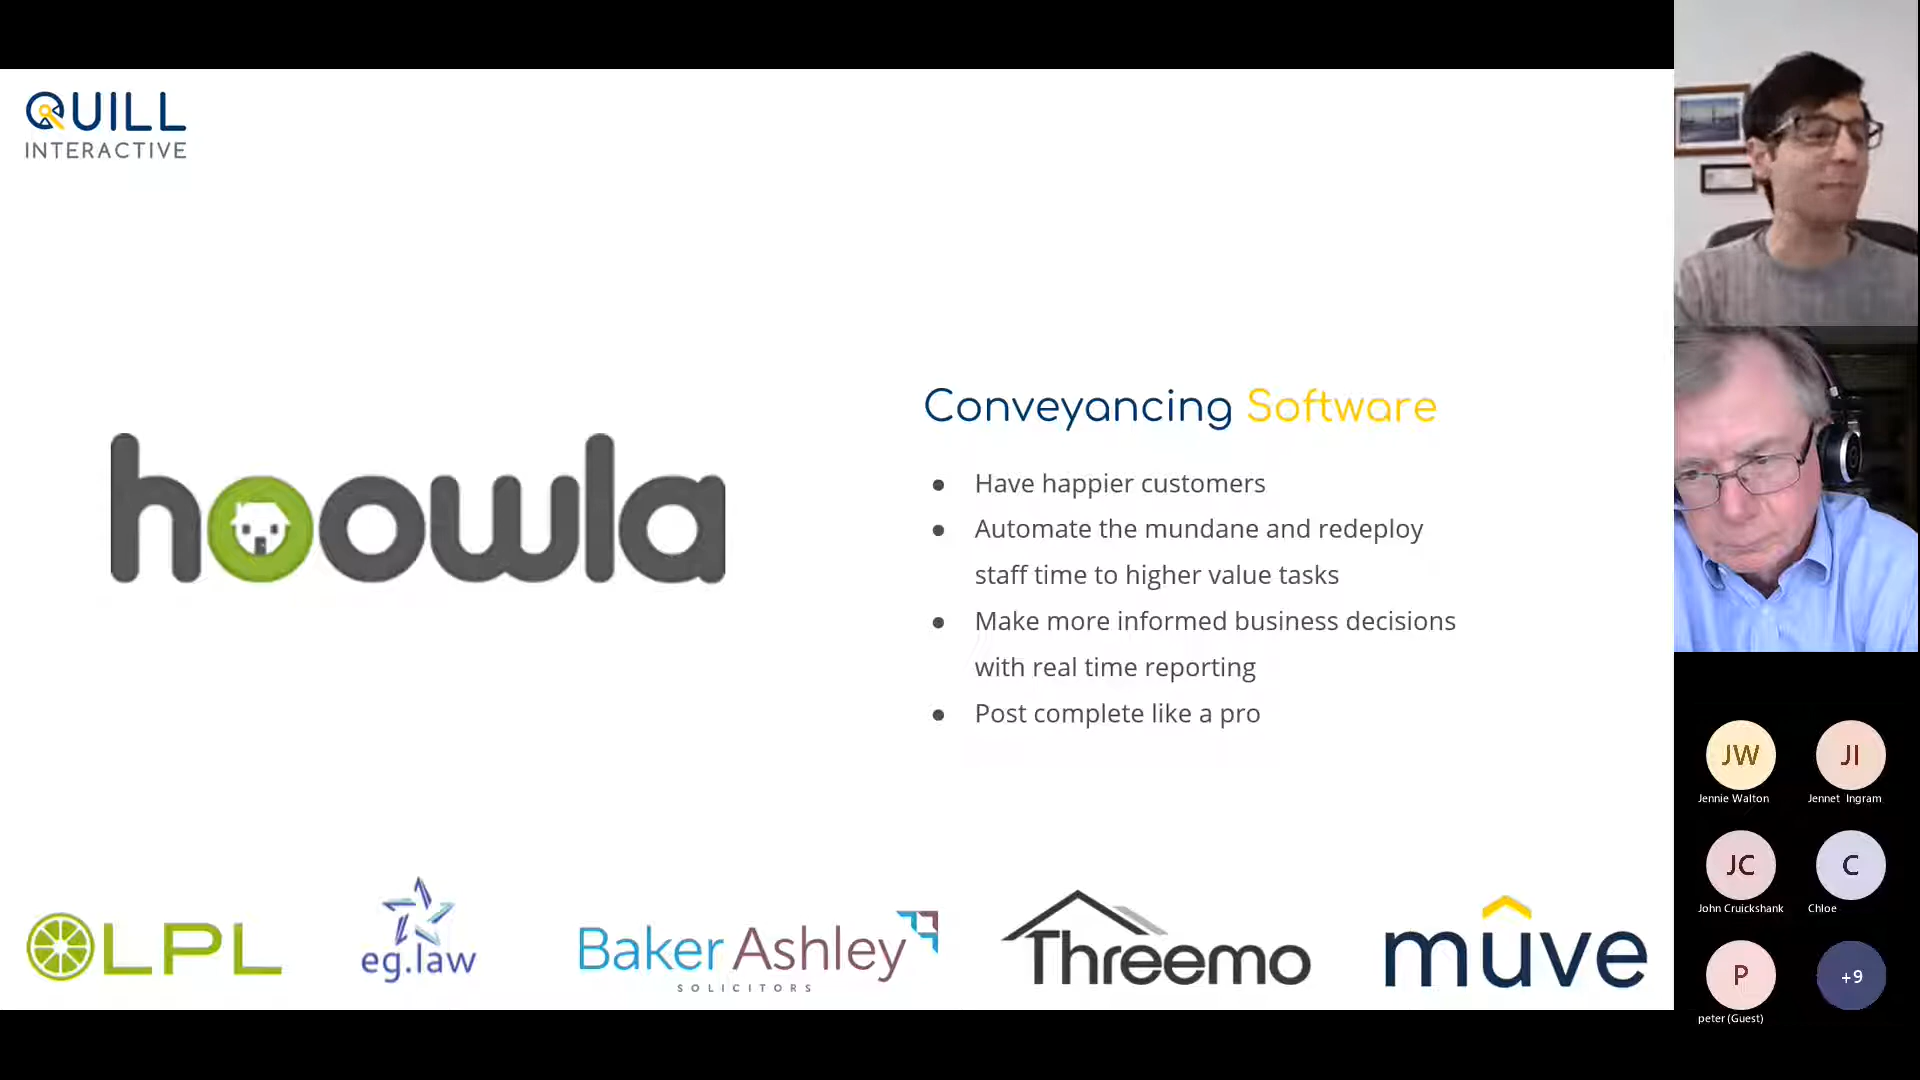 QUILL
INTERACTIVE
hoowla
Conveyancing Software
● Have happier customers
● Automate the mundane and redeploy
staff time to higher value tasks
● Make more informed business decisions
with real time reporting
● Post complete like a pro
LPL
eg.law
Baker Ashley
SOLICITORS
Threemo
mûve
JW
Jennie Walton
JI
Jennet Ingram
JC
John Cruickshank
C
Chloe
P
peter (Guest)
+9